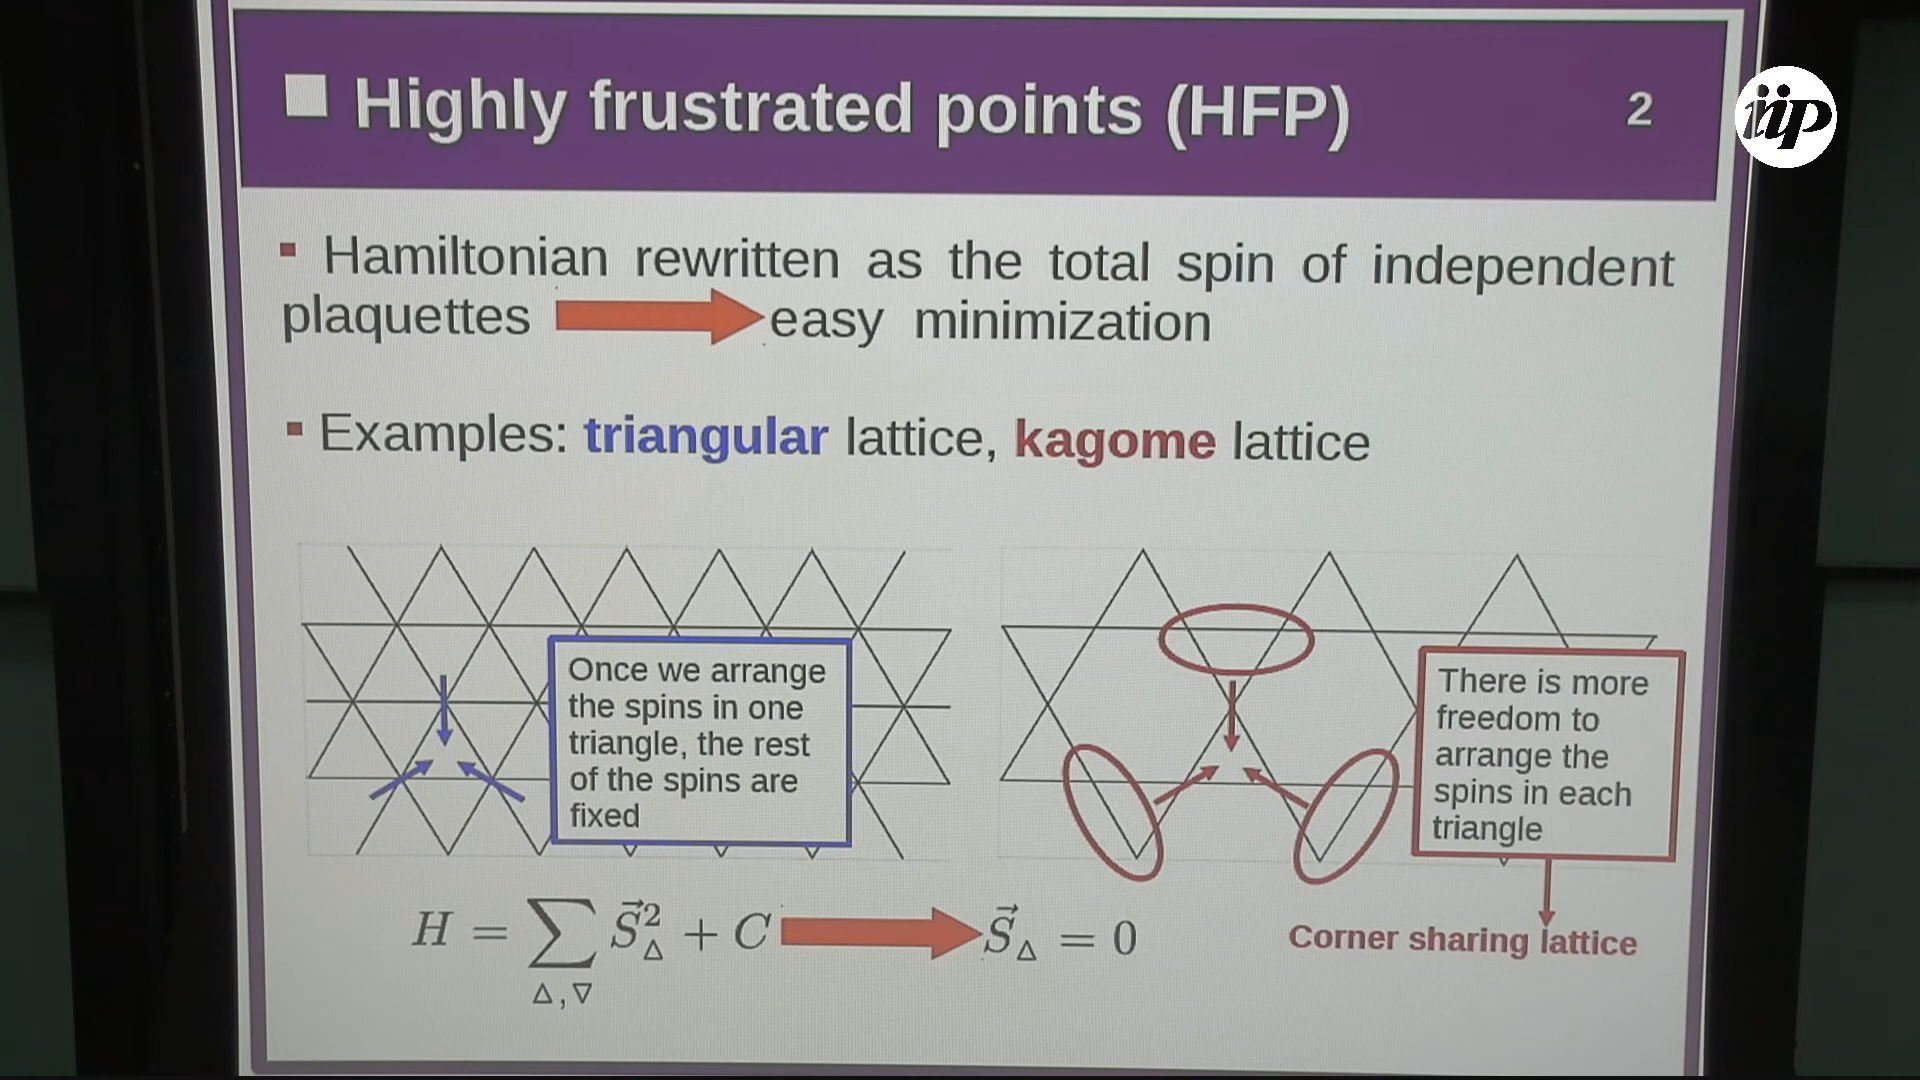 Highly frustrated points (HFP)
2
iip
Hamiltonian rewritten as the total spin of independent
plaquettes easy minimization
Examples: triangular lattice, kagome lattice
Once we arrange
the spins in one
triangle, the rest
of the spins are
fixed
There is more
freedom to
arrange the
spins in each
triangle
H = ∑ S⃗²_Δ + C S⃗_Δ = 0
Δ,∇
Corner sharing lattice